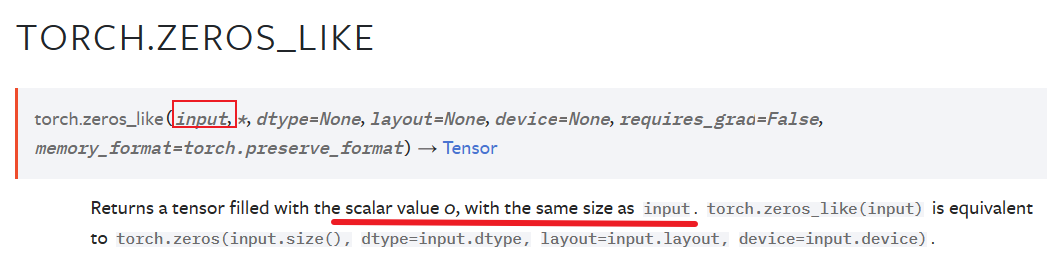 TORCH.ZEROS_LIKE
torch.zeros_like(input, *, dtype=None, layout=None, device=None, requires_grad=False,
memory_format=torch.preserve_format) → Tensor
Returns a tensor filled with the scalar value 0, with the same size as input. torch.zeros_like(input) is equivalent
to torch.zeros(input.size(), dtype=input.dtype, layout=input.layout, device=input.device).